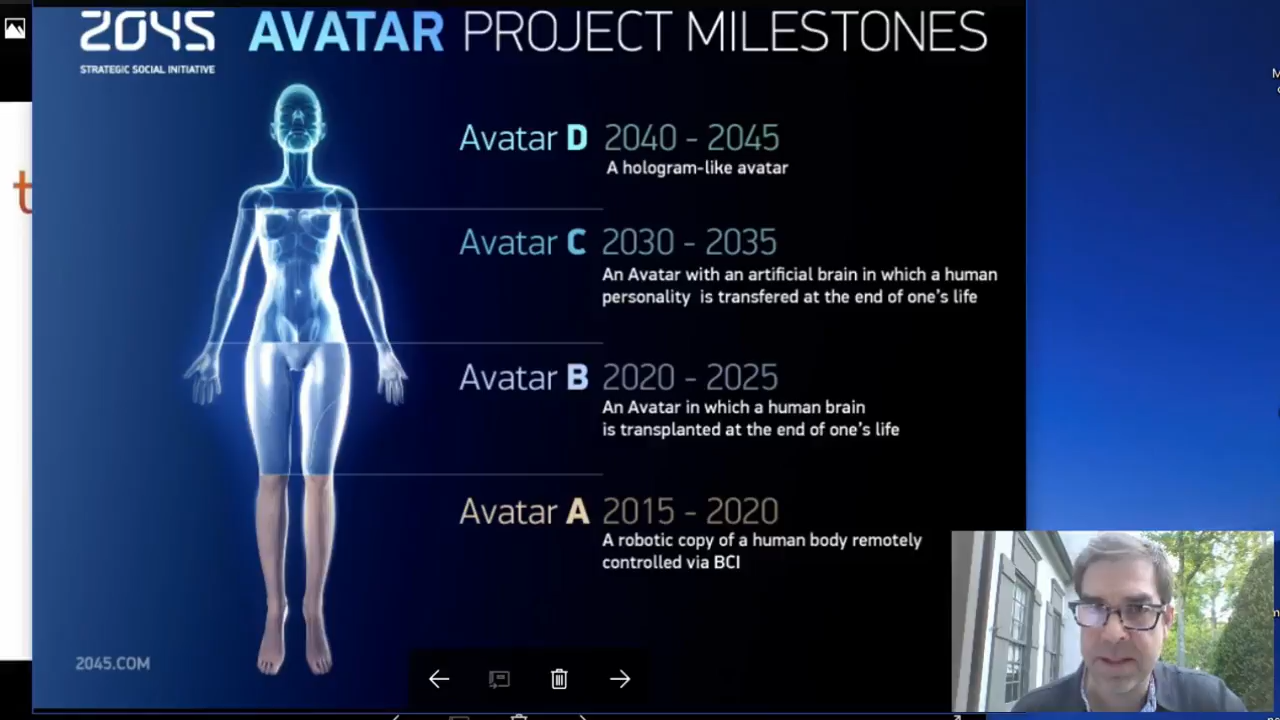 2045
STRATEGIC SOCIAL INITIATIVE
AVATAR PROJECT MILESTONES
Avatar D 2040 - 2045
A hologram-like avatar
Avatar C 2030 - 2035
An Avatar with an artificial brain in which a human
personality is transfered at the end of one's life
Avatar B 2020 - 2025
An Avatar in which a human brain
is transplanted at the end of one's life
Avatar A 2015 - 2020
A robotic copy of a human body remotely
controlled via BCI
2045.COM
t